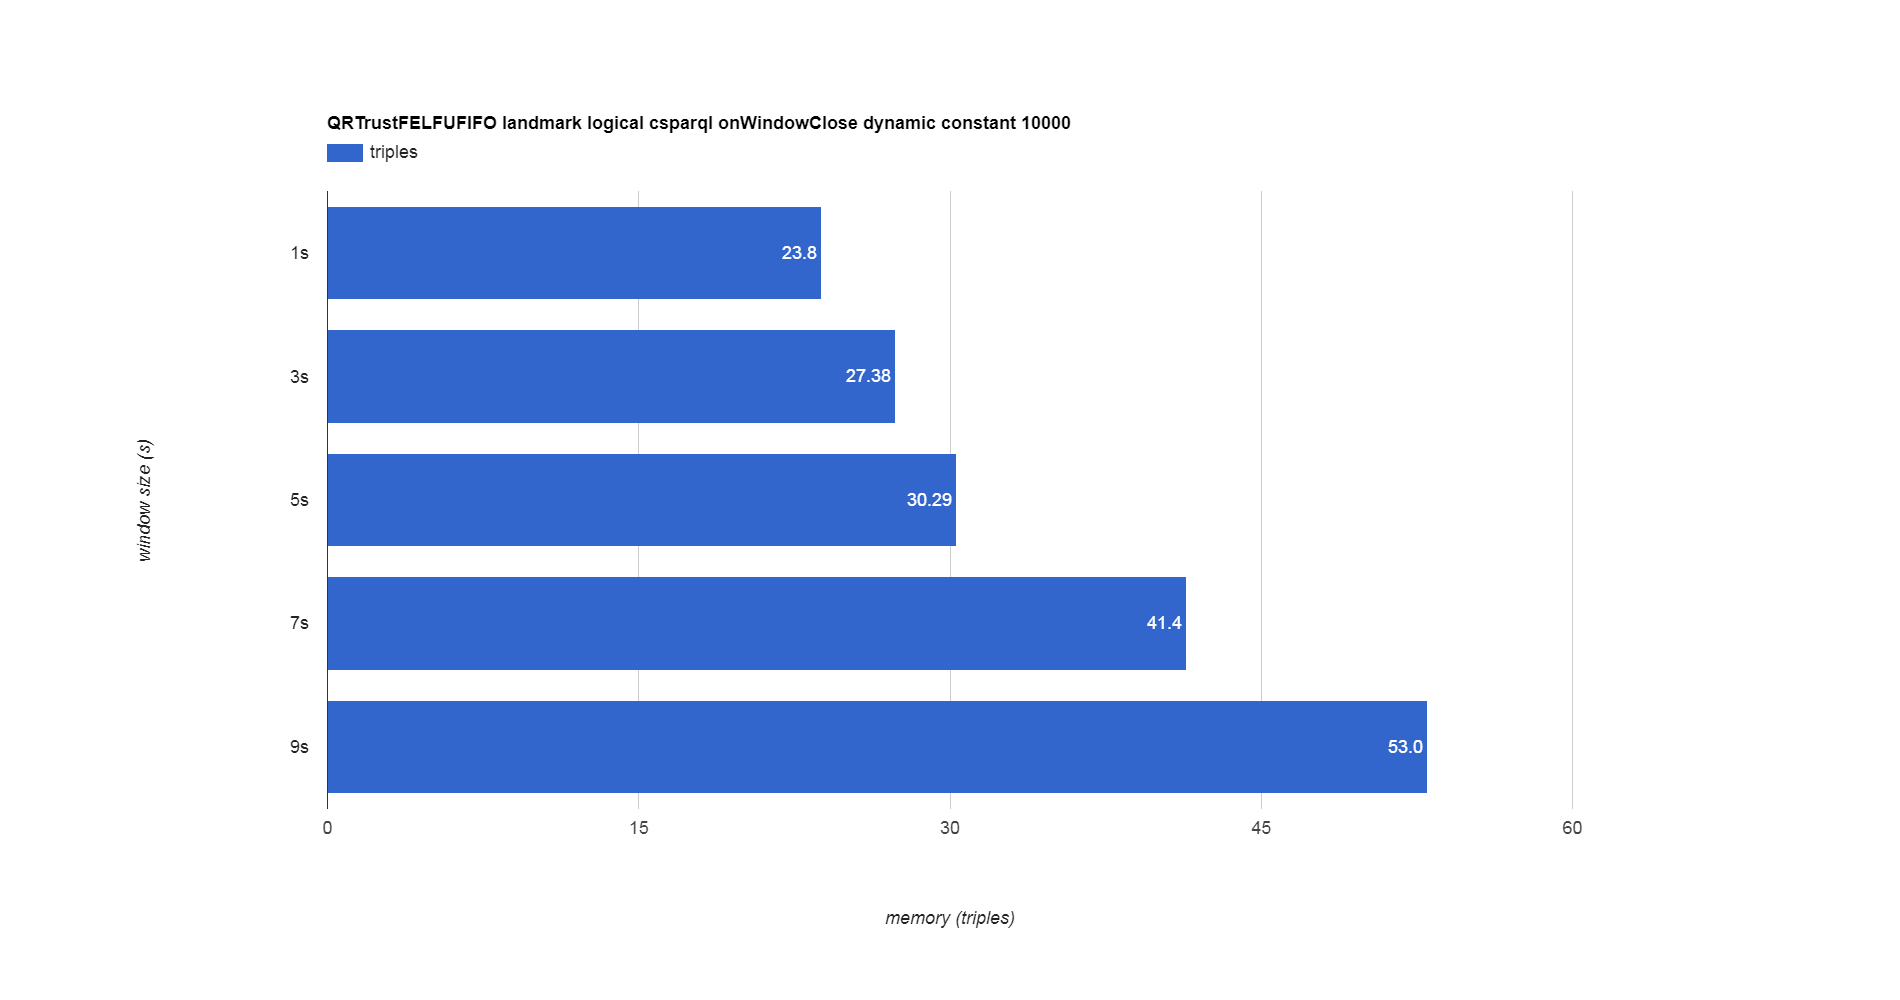 QRTrustFELFUFIFO landmark logical csparql onWindowClose dynamic constant 10000
triples
1s
23.8
3s
27.38
5s
30.29
7s
41.4
9s
53.0
window size (s)
0 15 30 45 60
memory (triples)